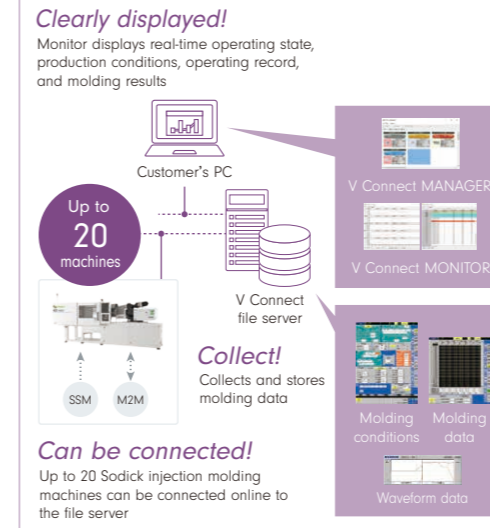 Clearly displayed!
Monitor displays real-time operating state,
production conditions, operating record,
and molding results
Customer's PC
V Connect MANAGER
Up to
20
machines
V Connect MONITOR
V Connect
file server
SSM
M2M
Collect!
Collects and stores
molding data
Molding
conditions
Molding
data
Can be connected!
Up to 20 Sodick injection molding
machines can be connected online to
the file server
Waveform data